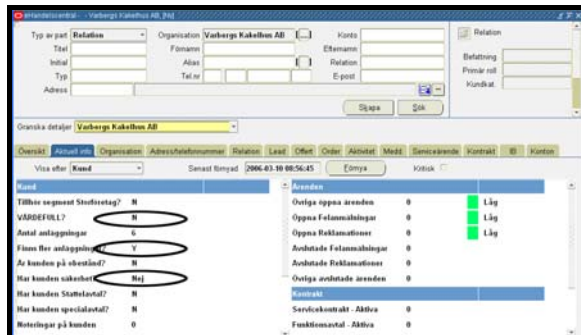 eHandelscentral - - Varbergs Kakelhus AB, [Ny]
Typ av part Relation Organisation Varbergs Kakelhus AB [...] Konto Relation
Titel Förnamn Efternamn
Initial Alias [ ] Relation Befattning
Typ Tel.nr E-post Primär roll
Adress Kundkat.
Skapa Sök
Granska detaljer Varbergs Kakelhus AB
Översikt Aktuell info Organisation Adress/telefonnummer Relation Lead Offert Order Aktivitet Medd. Serviceärende Kontrakt IB Konton
Visa efter Kund Senast förnyad 2006-03-10 08:56:45 Förnya Kritisk
Kund Ärenden
Tillhör segment Storföretag? N Övriga öppna ärenden 0 Låg
VÄRDEFULL? N Öppna Felanmälningar 0 Låg
Antal anläggningar 6 Öppna Reklamationer 0 Låg
Finns fler anläggningar? Y Avslutade Felanmälningar 0
Är kunden på obestånd? N Avslutade Reklamationer 0
Har kunden säkerhet? Nej Övriga avslutade ärenden 0
Har kunden Statlelavtal? N Kontrakt
Har kunden specialavtal? N Servicekontrakt - Aktiva 0
Noteringar på kunden 0 Funktionsavtal - Aktiva 0